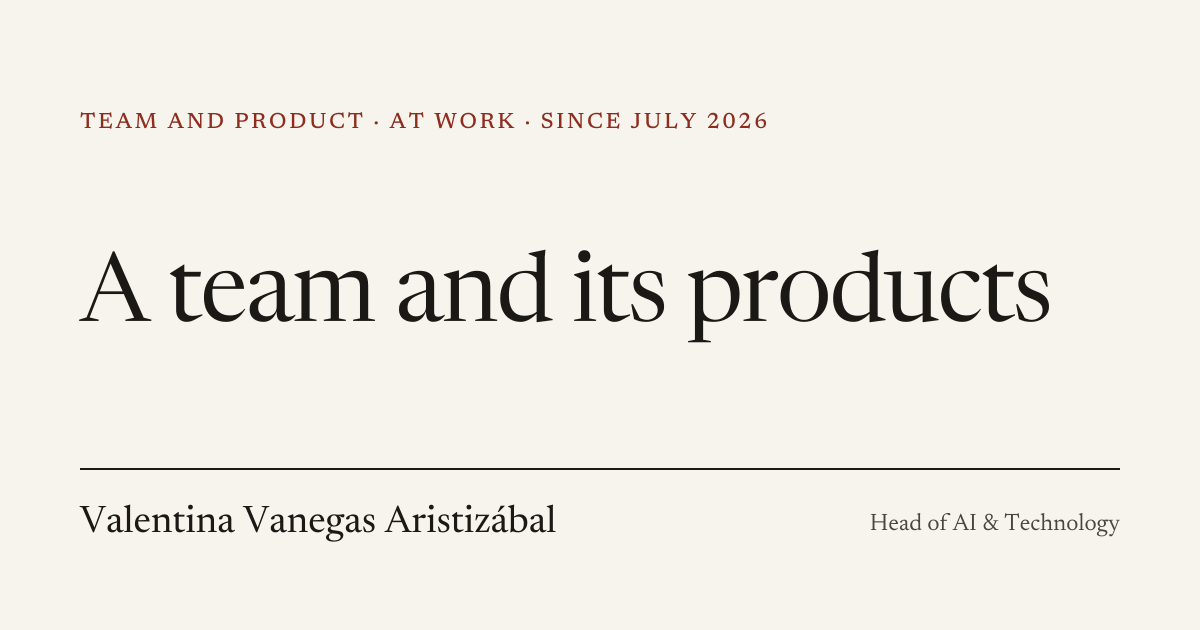 TEAM AND PRODUCT · AT WORK · SINCE JULY 2026
A team and its products
Valentina Vanegas Aristizábal
Head of AI & Technology